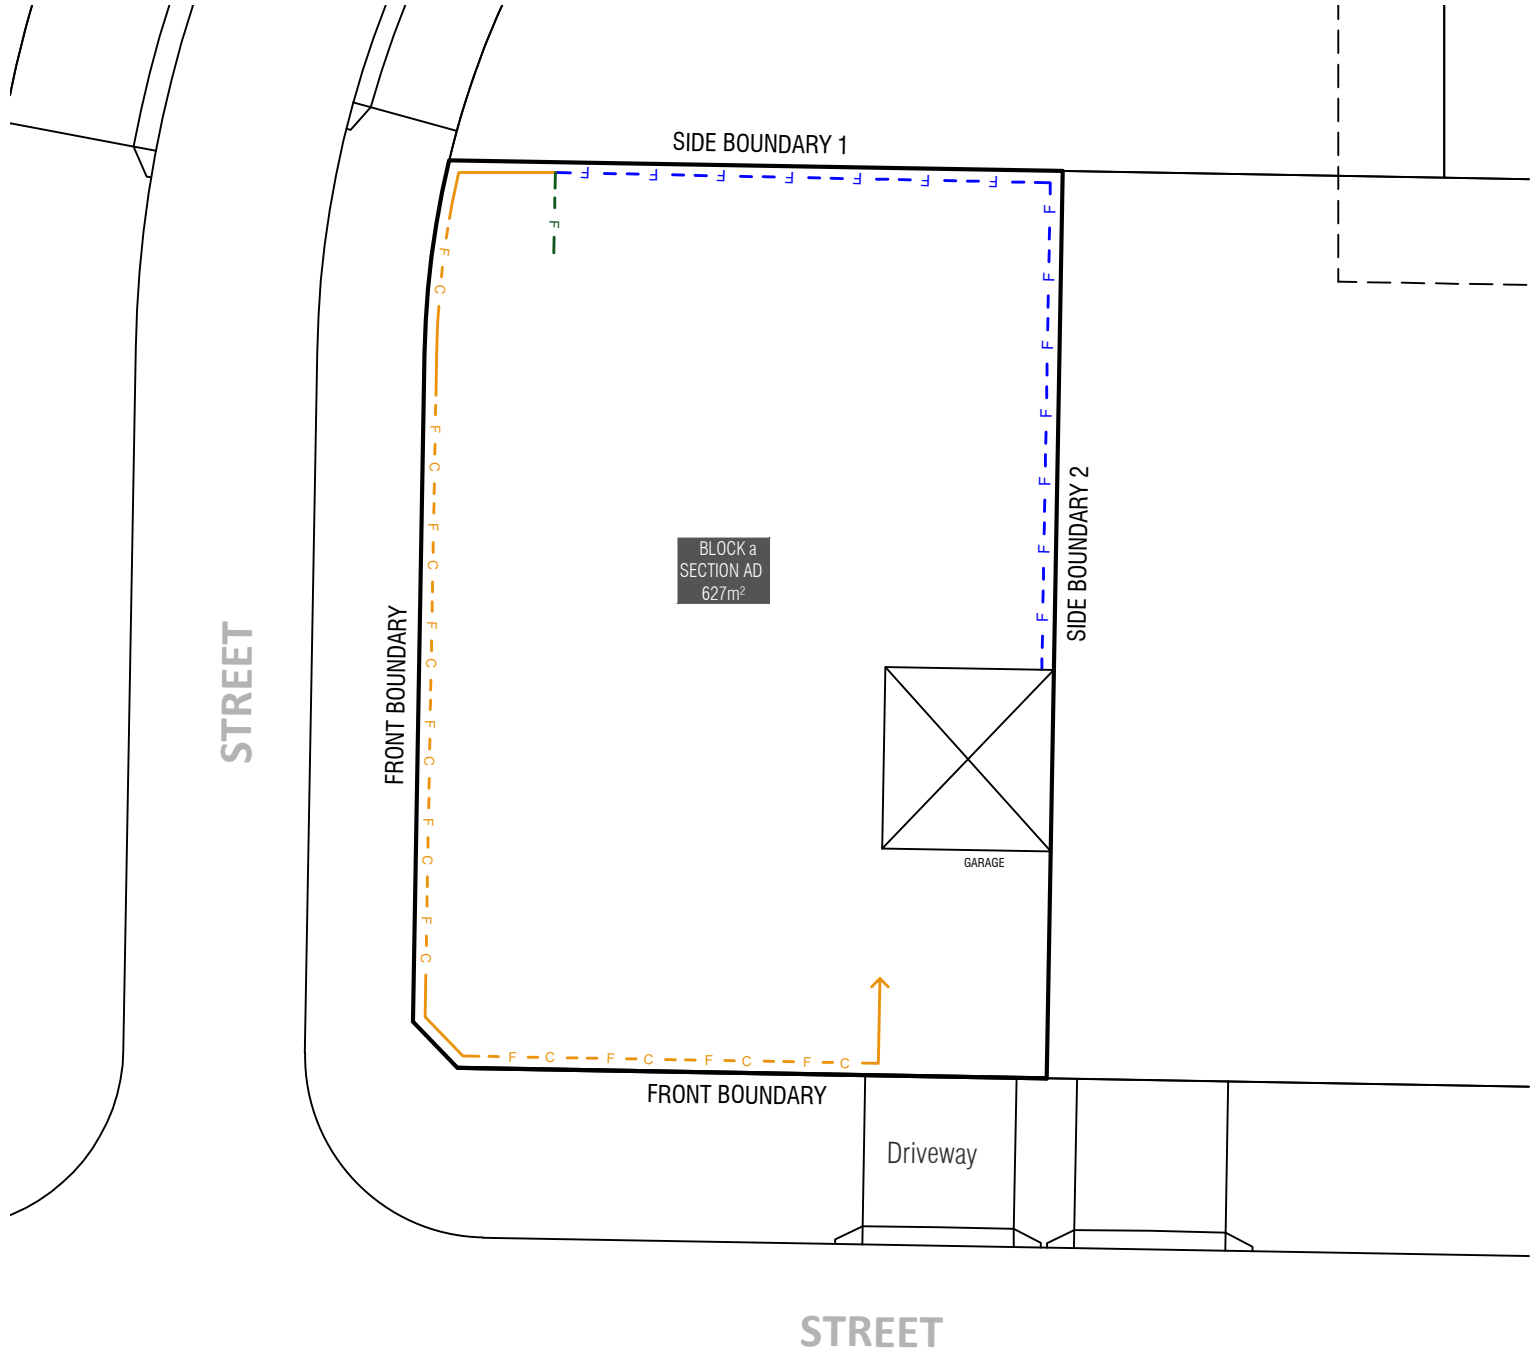 SIDE BOUNDARY 1
F F F F F F F
F
F
F
F
F
F
F
F
F C
F C
F C
F C
F C
F C
F C
BLOCK a
SECTION AD
627m²
SIDE BOUNDARY 2
FRONT BOUNDARY
STREET
GARAGE
F C F C F C F C
FRONT BOUNDARY
Driveway
STREET